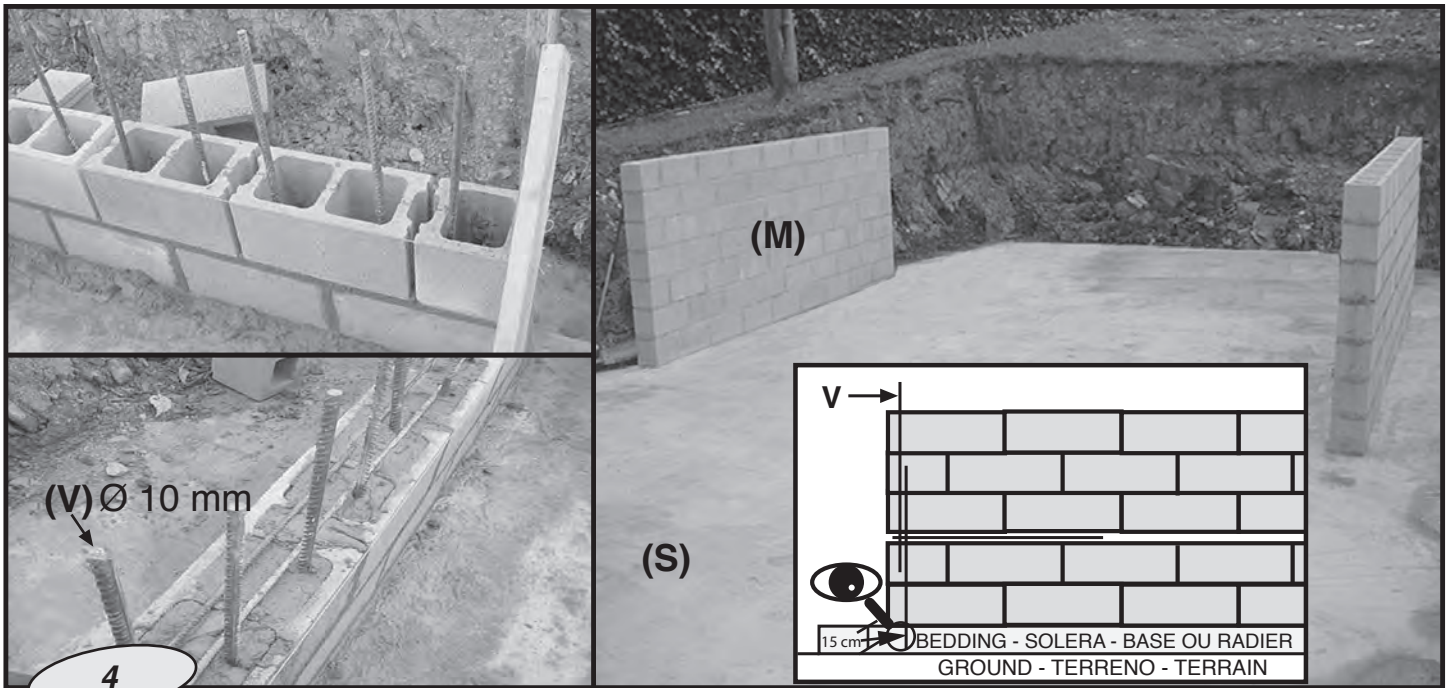 (V) Ø 10 mm
4
(M)
(S)
V
15 cm
BEDDING - SOLERA - BASE OU RADIER
GROUND - TERRENO - TERRAIN